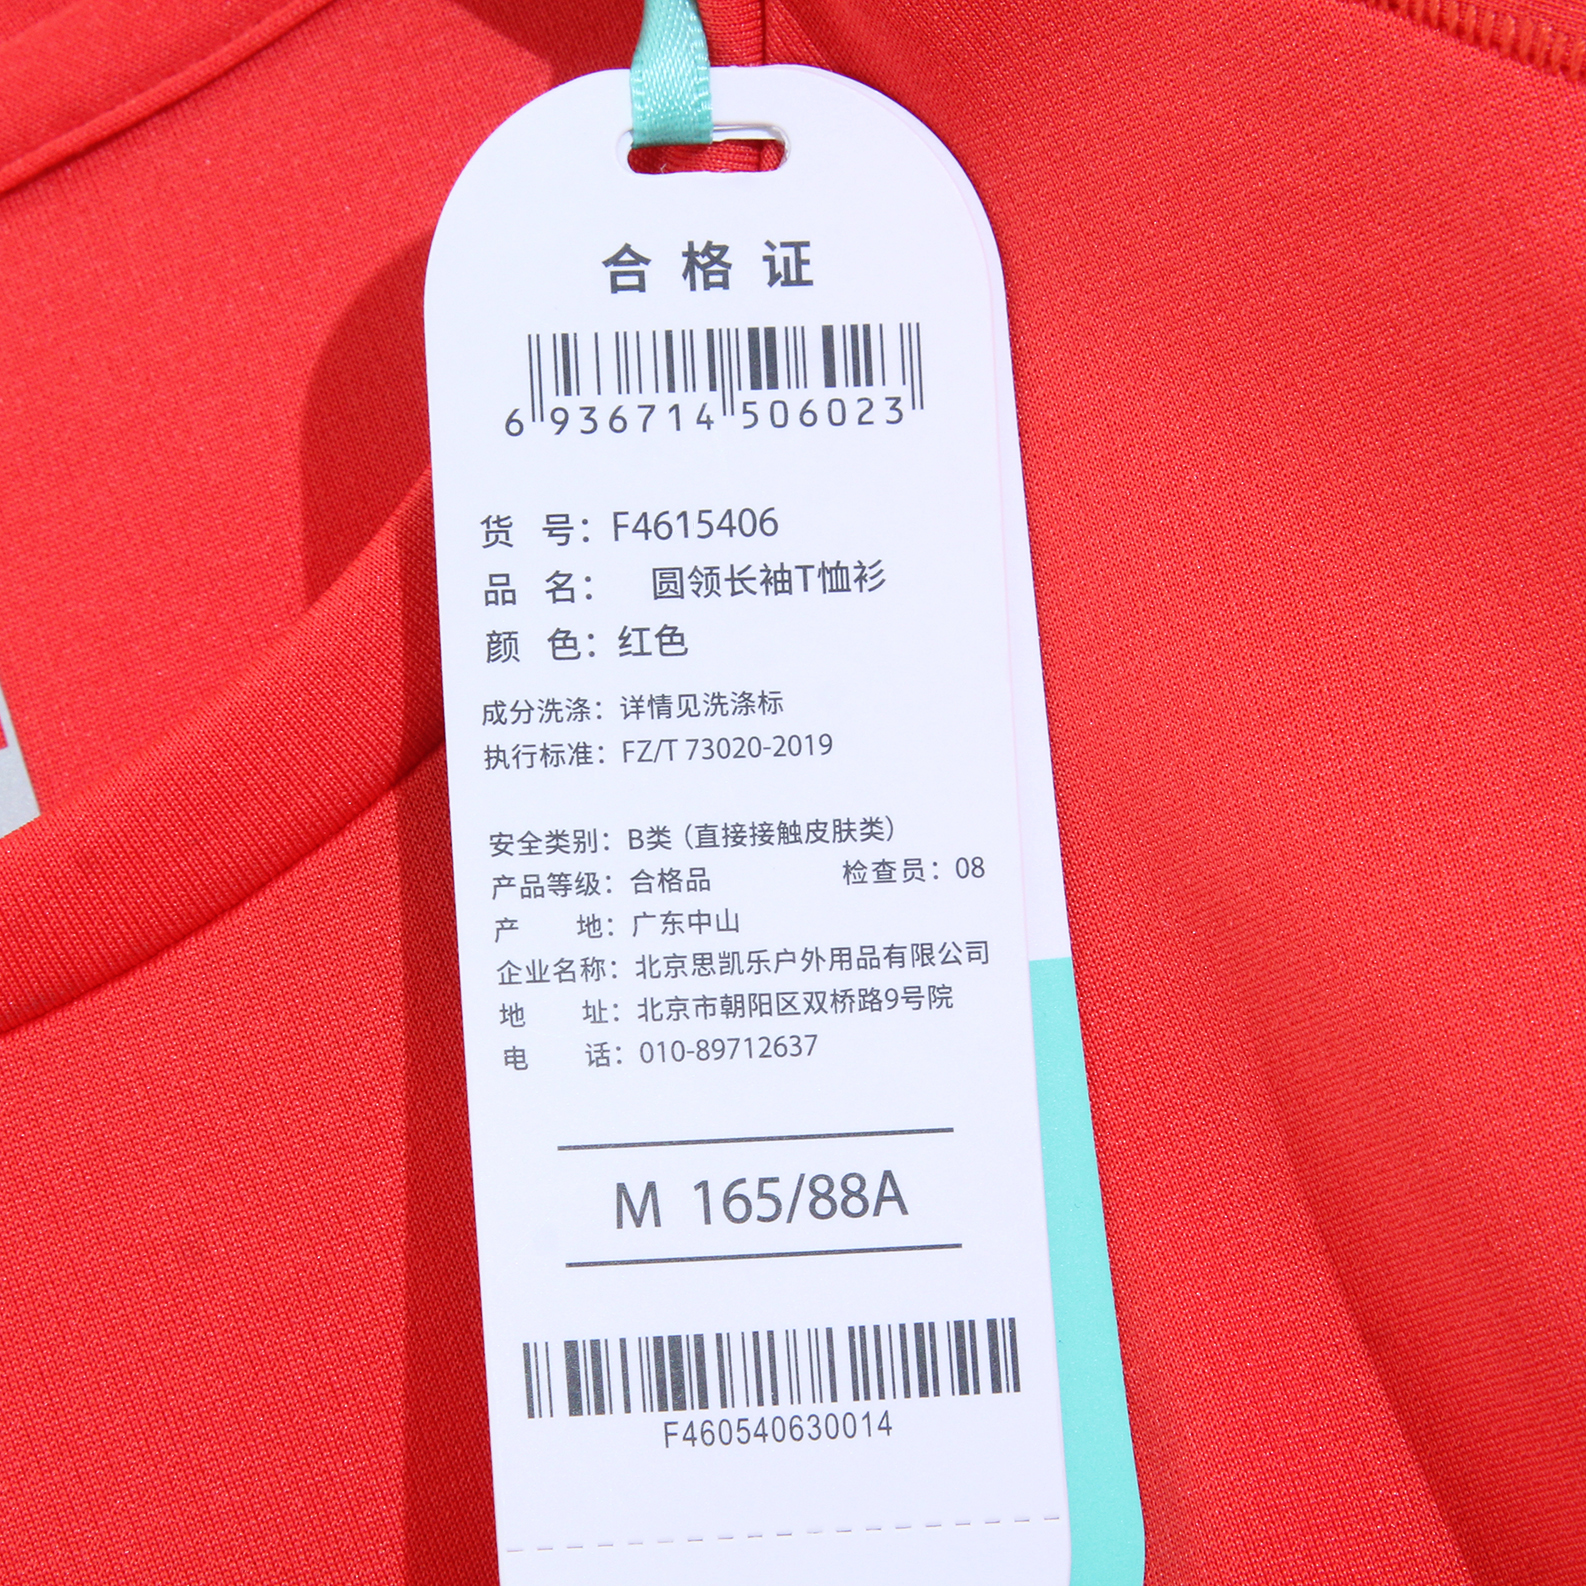 合格证
6 936714 506023
货 号：F4615406
品 名： 圆领长袖T恤衫
颜 色：红色
成分洗涤：详情见洗涤标
执行标准：FZ/T 73020-2019
安全类别：B类（直接接触皮肤类）
产品等级：合格品 检查员：08
产 地：广东中山
企业名称：北京思凯乐户外用品有限公司
地 址：北京市朝阳区双桥路9号院
电 话：010-89712637
M 165/88A
F460540630014